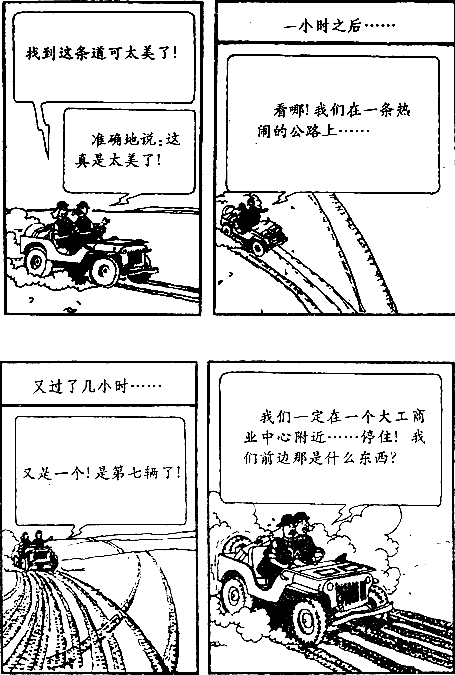 找到这条道可太美了！
准确地说：这
真是太美了！
一小时之后……
看哪！我们在一条热
闹的公路上……
又过了几小时……
又是一个！是第七辆了！
我们一定在一个大工商
业中心附近……停住！我
们前边那是什么东西？